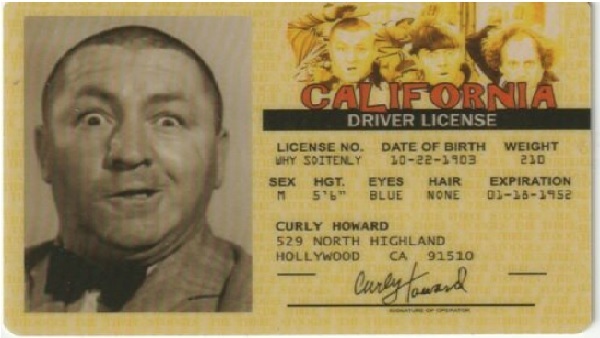 CALIFORNIA
DRIVER LICENSE
LICENSE NO. DATE OF BIRTH WEIGHT
WHY SOITENLY 10-22-1903 210
SEX HGT. EYES HAIR EXPIRATION
M 5'6" BLUE NONE 01-18-1952
CURLY HOWARD
529 NORTH HIGHLAND
HOLLYWOOD CA 91510
Curly Howard
SIGNATURE OF OPERATOR